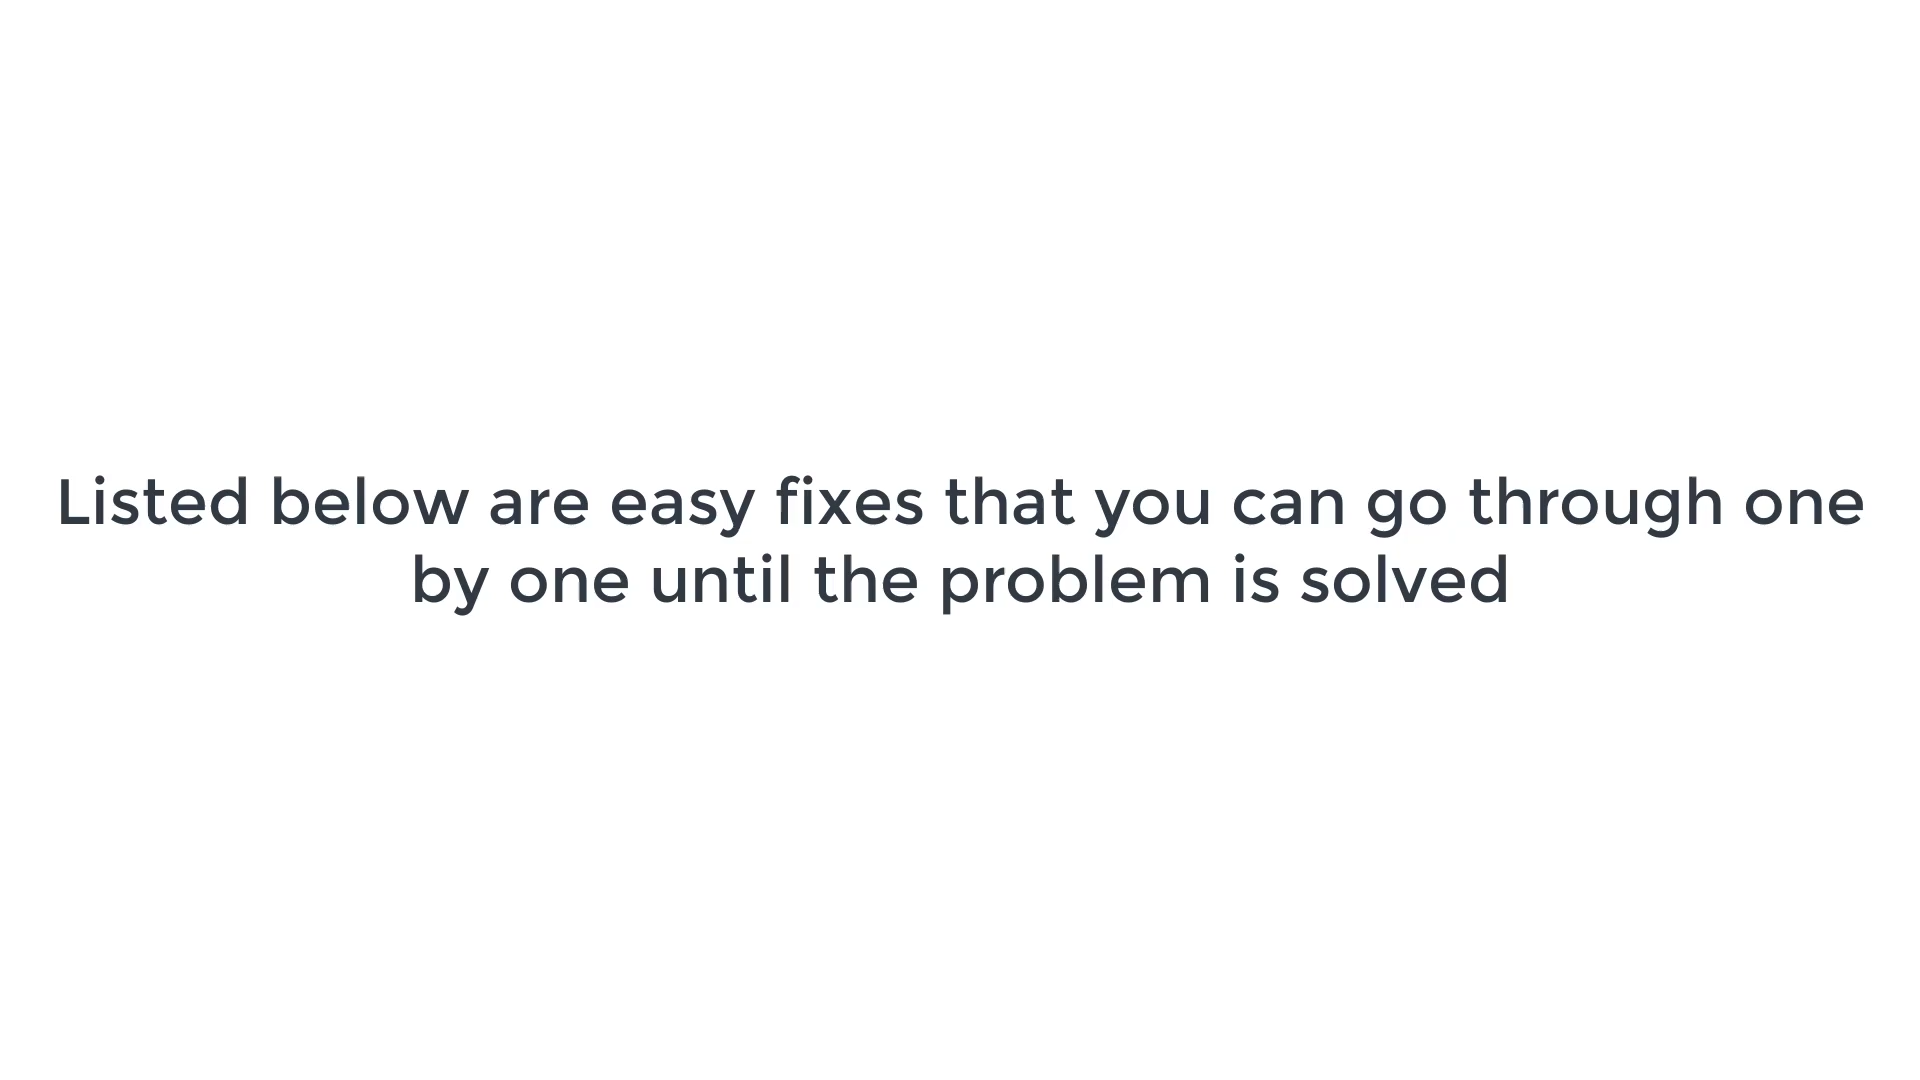 Listed below are easy fixes that you can go through one
by one until the problem is solved